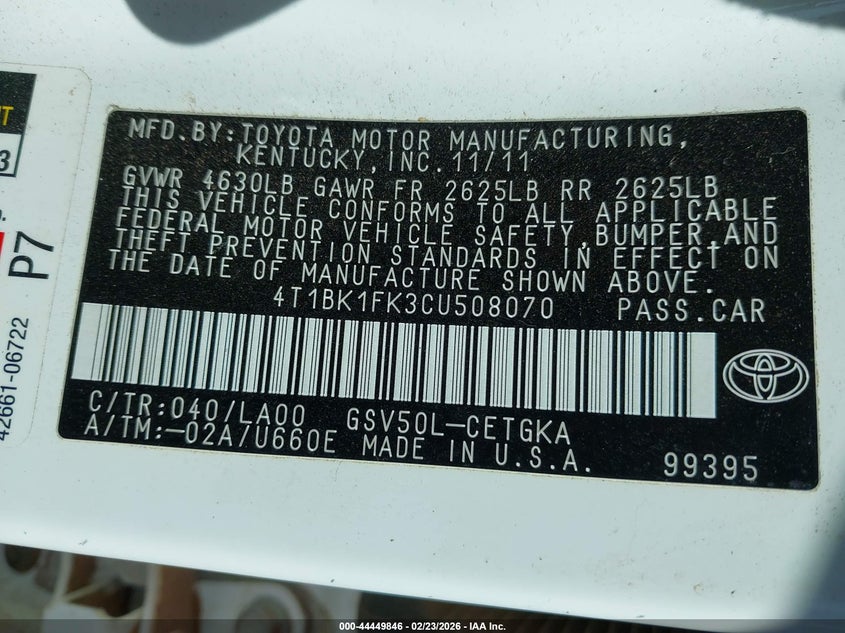 T
3
P.
P7
42661-06722
MFD.BY:TOYOTA MOTOR MANUFACTURING,
KENTUCKY,INC.11/11
GVWR 4630LB GAWR FR 2625LB RR 2625LB
THIS VEHICLE CONFORMS TO ALL APPLICABLE
FEDERAL MOTOR VEHICLE SAFETY,BUMPER,AND
THEFT PREVENTION STANDARDS IN EFFECT ON
THE DATE OF MANUFACTURE SHOWN ABOVE.
4T1BK1FK3CU508070 PASS.CAR
C/TR:040/LA00 GSV50L-CETGKA
A/TM:-02A/U660E MADE IN U.S.A. 99395
000-44449846 - 02/23/2026 - IAA Inc.